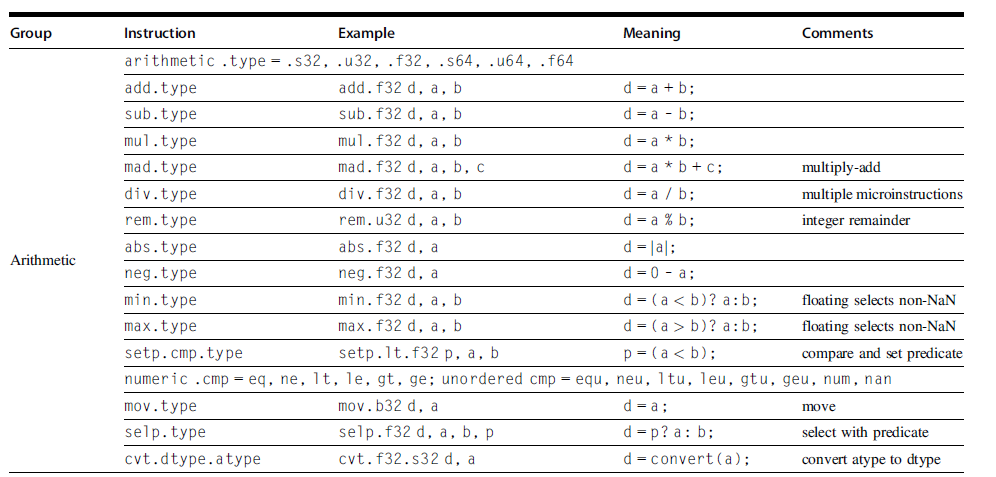 Group Instruction Example Meaning Comments
arithmetic .type = .s32, .u32, .f32, .s64, .u64, .f64
add.type add.f32 d, a, b d = a + b;
sub.type sub.f32 d, a, b d = a - b;
mul.type mul.f32 d, a, b d = a * b;
mad.type mad.f32 d, a, b, c d = a * b + c; multiply-add
div.type div.f32 d, a, b d = a / b; multiple microinstructions
rem.type rem.u32 d, a, b d = a % b; integer remainder
abs.type abs.f32 d, a d = |a|;
Arithmetic
neg.type neg.f32 d, a d = 0 - a;
min.type min.f32 d, a, b d = (a < b)? a:b; floating selects non-NaN
max.type max.f32 d, a, b d = (a > b)? a:b; floating selects non-NaN
setp.cmp.type setp.lt.f32 p, a, b p = (a < b); compare and set predicate
numeric .cmp = eq, ne, lt, le, gt, ge; unordered cmp = equ, neu, ltu, leu, gtu, geu, num, nan
mov.type mov.b32 d, a d = a; move
selp.type selp.f32 d, a, b, p d = p? a: b; select with predicate
cvt.dtype.atype cvt.f32.s32 d, a d = convert(a); convert atype to dtype